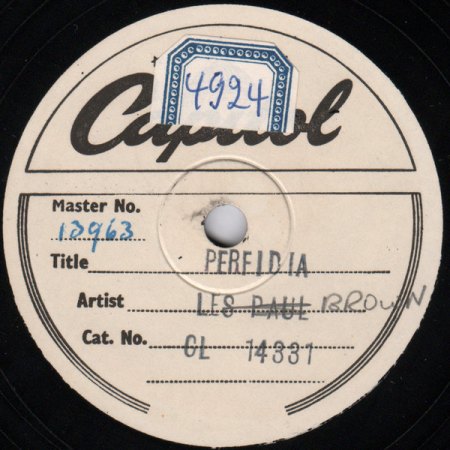 Capitol
4924
Master No. 13963
Title PERFIDIA
Artist LES PAUL BROWN
Cat. No. CL 14331